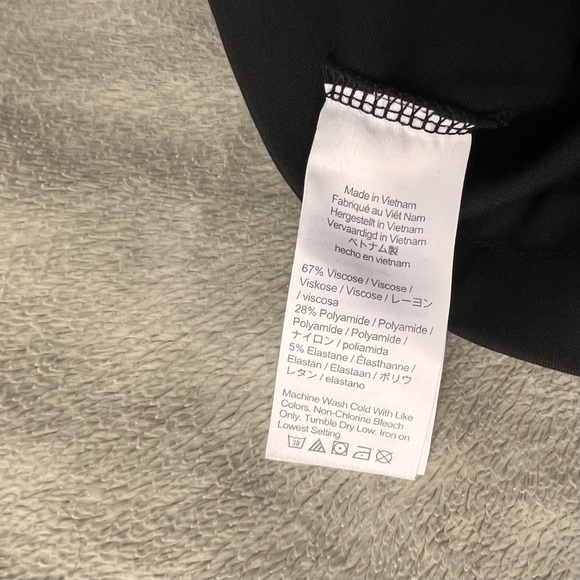 Made in Vietnam
Fabriqué au Viêt Nam
Hergestellt in Vietnam
Vervaardigd in Vietnam
ベトナム製
hecho en vietnam
67% Viscose / Viscose /
Viskose / Viscose / レーヨン
/ viscosa
28% Polyamide / Polyamide /
Polyamide / Polyamide /
ナイロン / poliamida
5% Elastane / Élasthanne /
Elastan / Elastaan / ポリウ
レタン / elastano
Machine Wash Cold With Like
Colors. Non-Chlorine Bleach
Only. Tumble Dry Low. Iron on
Lowest Setting.
30